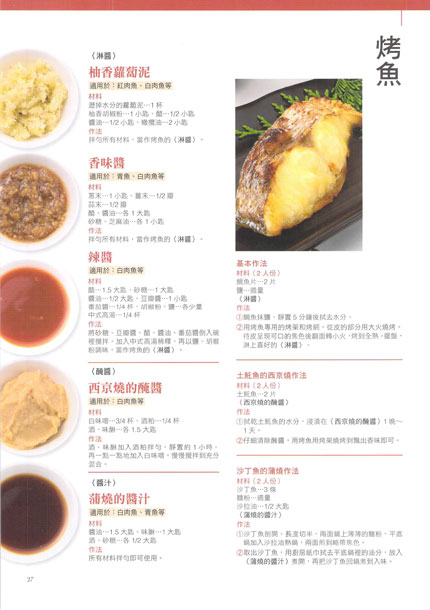 烤魚
〈淋醬〉
柚香蘿蔔泥
適用於：紅肉魚、白肉魚等
材料
瀝掉水分的蘿蔔泥…1 杯
柚香胡椒粉…1 小匙、醋…1/2 小匙
醬油…1/2 小匙、橄欖油…2 小匙
作法
拌勻所有材料，當作烤魚的〈淋醬〉。
香味醬
適用於：青魚、白肉魚等
材料
蔥末…1 小匙、薑末…1/2 瓣
蒜末…1/2 瓣
醋、醬油…各 1 大匙
砂糖、芝麻油…各 1 小匙
作法
拌勻所有材料，當作烤魚的〈淋醬〉。
辣醬
適用於：白肉魚等
材料
醋…1.5 大匙、砂糖…1 大匙
醬油…1/2 大匙、豆瓣醬…1 小匙
番茄醬…1/4 杯、胡椒粉、鹽…各少量
中式高湯…1/4 杯
作法
將砂糖、豆瓣醬、醋、醬油、番茄醬倒入碗
裡攪拌，加入中式高湯稀釋，再以鹽、胡椒
粉調味，當作烤魚的〈淋醬〉。
〈醃醬〉
西京燒的醃醬
適用於：白肉魚等
材料
白味噌…3/4 杯、酒粕…1/4 杯
酒、味醂…各 1.5 大匙
作法
酒、味醂加入酒粕拌勻，靜置約 1 小時，
再一點一點地加入白味噌，慢慢攪拌到充分
混合。
〈醬汁〉
蒲燒的醬汁
適用於：白肉魚、青魚等
材料
醬油…1.5 大匙、味醂…1 大匙
酒、砂糖…各 1/2 大匙
作法
所有材料拌勻即可使用。
基本作法
材料（2 人份）
鯛魚片…2 片
鹽…適量
〈淋醬〉
作法
①鯛魚抹鹽，靜置 5 分鐘後拭去水分。
②用烤魚專用的烤架和烤網，從皮的部分用大火燒烤，
待皮呈現可口的焦色後翻面轉小火，烤到全熟，擺盤，
淋上喜好的〈淋醬〉。
土魠魚的西京燒作法
材料（2 人份）
土魠魚…2 片
〈西京燒的醃醬〉
作法
①拭乾土魠魚的水分，浸漬在〈西京燒的醃醬〉1 晚～
1 天。
②仔細清除醃醬，用烤魚用烤架燒烤到飄出香味即可。
沙丁魚的蒲燒作法
材料（2 人份）
沙丁魚…3 條
麵粉…適量
沙拉油…1/2 大匙
〈蒲燒的醬汁〉
作法
①沙丁魚剖開，長度切半，兩面鋪上薄薄的麵粉，平底
鍋加入沙拉油熱鍋，兩面煎到略帶焦色。
②取出沙丁魚，用廚房紙巾拭去平底鍋裡的油分，放入
〈蒲燒的醬汁〉煮開，再把沙丁魚回鍋煮到入味。
27